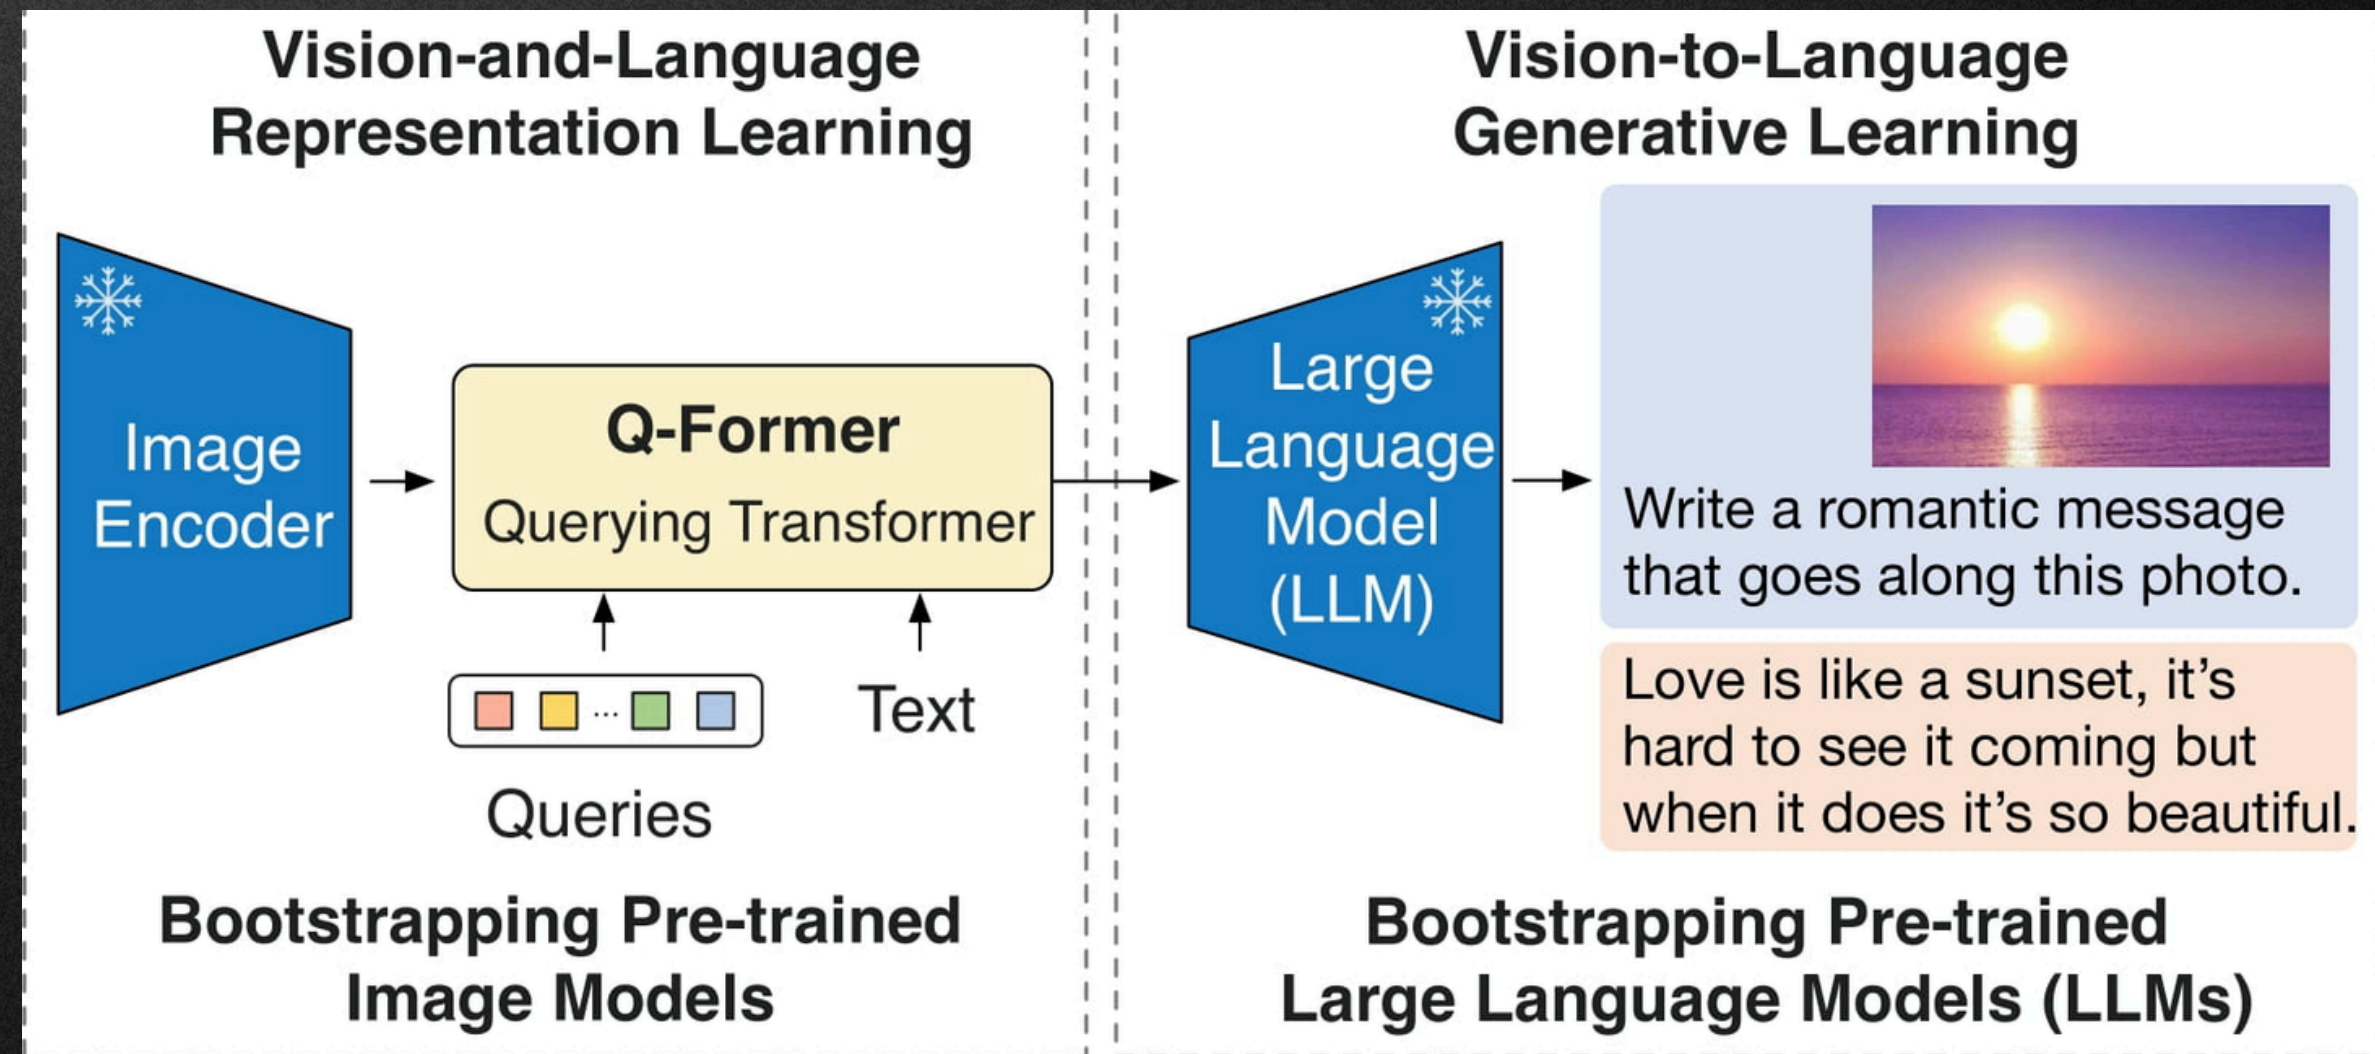 Vision-and-Language
Representation Learning
Image
Encoder
Q-Former
Querying Transformer
...
Queries
Text
Bootstrapping Pre-trained
Image Models
Vision-to-Language
Generative Learning
Large
Language
Model
(LLM)
Write a romantic message
that goes along this photo.
Love is like a sunset, it’s
hard to see it coming but
when it does it’s so beautiful.
Bootstrapping Pre-trained
Large Language Models (LLMs)